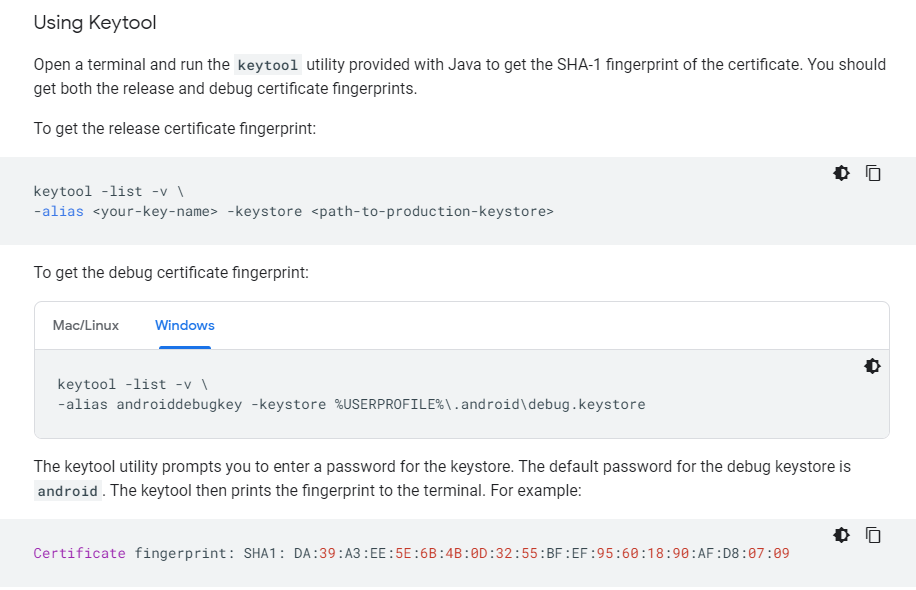 Using Keytool
Open a terminal and run the keytool utility provided with Java to get the SHA-1 fingerprint of the certificate. You should
get both the release and debug certificate fingerprints.
To get the release certificate fingerprint:
keytool -list -v \
-alias <your-key-name> -keystore <path-to-production-keystore>
To get the debug certificate fingerprint:
Mac/Linux Windows
keytool -list -v \
-alias androiddebugkey -keystore %USERPROFILE%\.android\debug.keystore
The keytool utility prompts you to enter a password for the keystore. The default password for the debug keystore is
android. The keytool then prints the fingerprint to the terminal. For example:
Certificate fingerprint: SHA1: DA:39:A3:EE:5E:6B:4B:0D:32:55:BF:EF:95:60:18:90:AF:D8:07:09